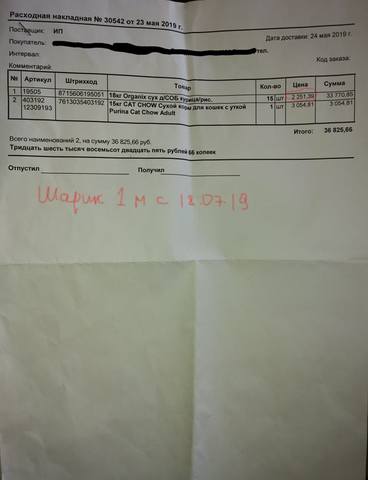 Расходная накладная № 30542 от 23 мая 2019 г.
Поставщик: ИП
Дата доставки: 24 мая 2019 г.
Покупатель: тел.
Интервал:
Код заказа:
Комментарий:
№ Артикул Штрихкод Товар Кол-во Цена Сумма
1 19505 8715606195051 18кг Organix сух д/СОБ курица/рис. 15 шт 2 251,39 33 770,85
2 403192 7613035403192 15кг CAT CHOW Сухой корм для кошек с уткой 1 шт 3 054,81 3 054,81
12309193 Purina Cat Chow Adult
Итого: 36 825,66
Всего наименований 2, на сумму 36 825,66 руб.
Тридцать шесть тысяч восемьсот двадцать пять рублей 66 копеек
Отпустил Получил
Шарик 1 м с 18.07.19